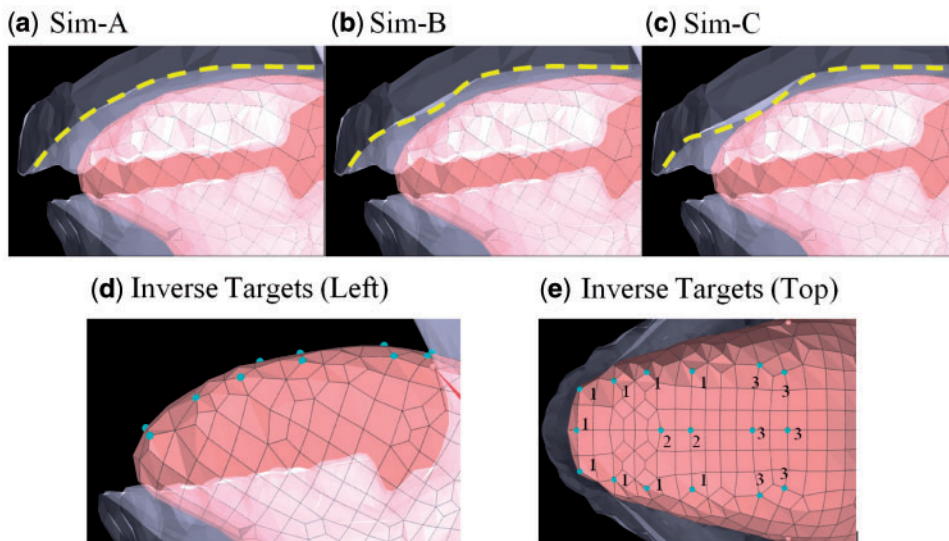 (a) Sim-A
(b) Sim-B
(c) Sim-C
(d) Inverse Targets (Left)
(e) Inverse Targets (Top)
1 1 1 1 3 3
1 2 2 3 3
1 1 1 1 3 3